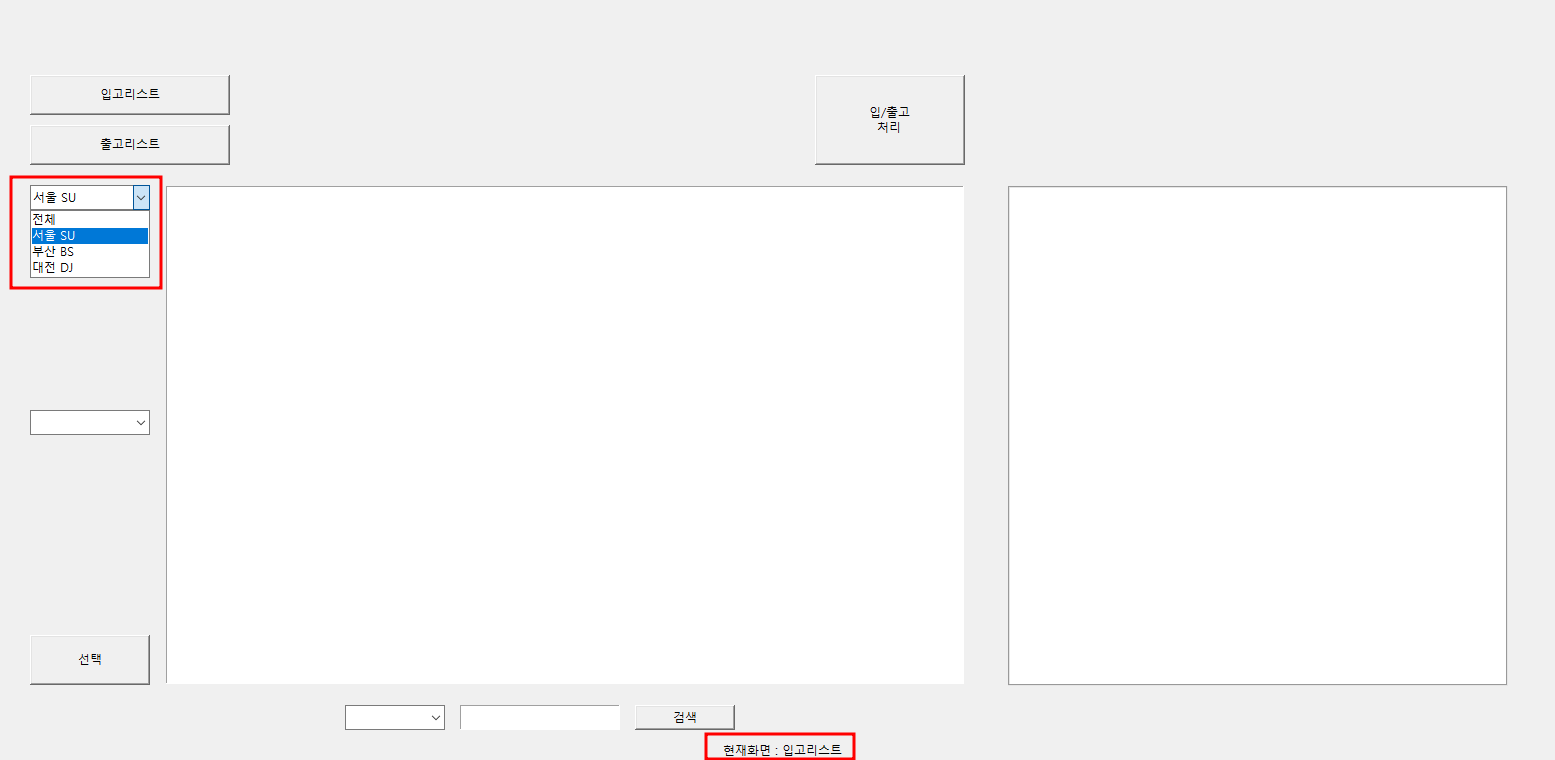 입고리스트
입/출고
처리
출고리스트
서울 SU
전체
서울 SU
부산 BS
대전 DJ
선택
검색
현재화면 : 입고리스트